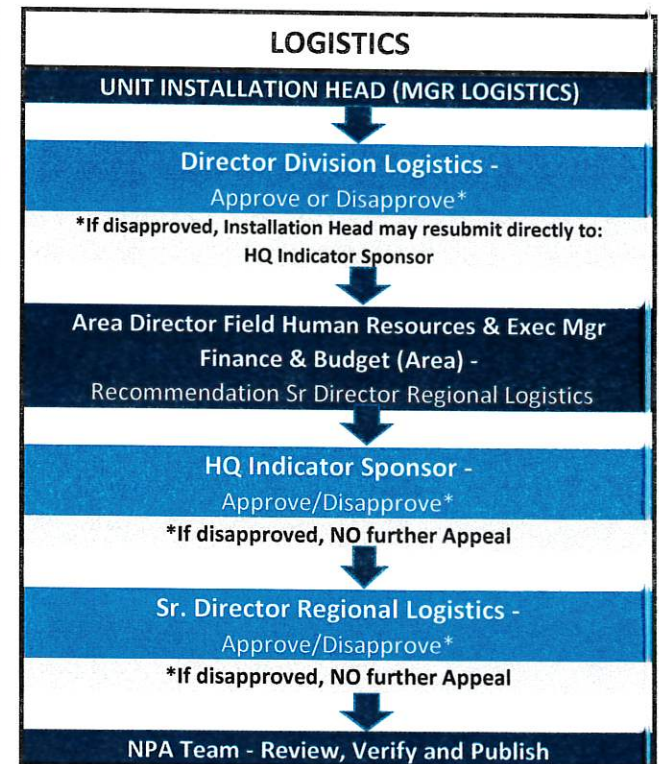 LOGISTICS
UNIT INSTALLATION HEAD (MGR LOGISTICS)
Director Division Logistics -
Approve or Disapprove*
*If disapproved, Installation Head may resubmit directly to:
HQ Indicator Sponsor
Area Director Field Human Resources & Exec Mgr
Finance & Budget (Area) -
Recommendation Sr Director Regional Logistics
HQ Indicator Sponsor -
Approve/Disapprove*
*If disapproved, NO further Appeal
Sr. Director Regional Logistics -
Approve/Disapprove*
*If disapproved, NO further Appeal
NPA Team - Review, Verify and Publish